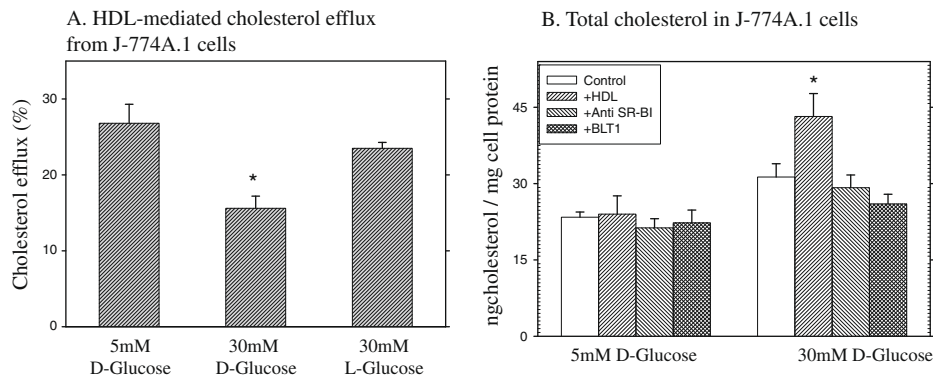 A. HDL-mediated cholesterol efflux
from J-774A.1 cells
Cholesterol efflux (%)
30
20
10
0
*
5mM
D-Glucose
30mM
D-Glucose
30mM
L-Glucose
B. Total cholesterol in J-774A.1 cells
ngcholesterol / mg cell protein
45
30
15
0
Control
+HDL
+Anti SR-BI
+BLT1
*
5mM D-Glucose
30mM D-Glucose